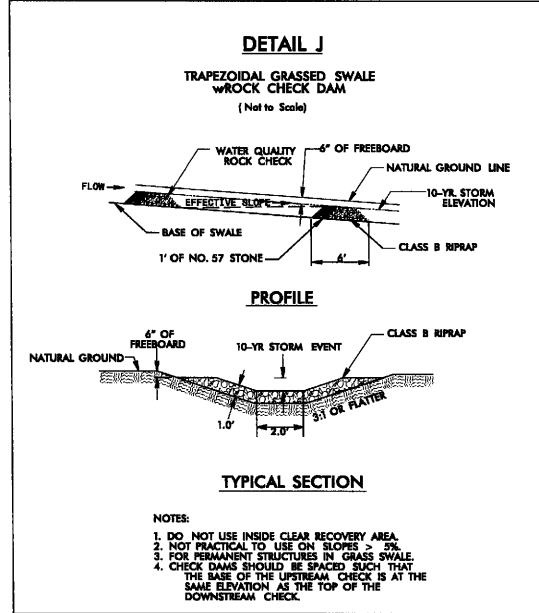 DETAIL J
TRAPEZOIDAL GRASSED SWALE
wROCK CHECK DAM
(Not to Scale)
WATER QUALITY
ROCK CHECK
6" OF FREEBOARD
NATURAL GROUND LINE
FLOW
10-YR STORM
ELEVATION
EFFECTIVE SLOPE
BASE OF SWALE
CLASS B RIPRAP
1' OF NO. 57 STONE
6'
PROFILE
6" OF
FREEBOARD
10-YR STORM EVENT
CLASS B RIPRAP
NATURAL GROUND
3:1 OR FLATTER
1.0'
2.0'
TYPICAL SECTION
NOTES:
1. DO NOT USE INSIDE CLEAR RECOVERY AREA.
2. NOT PRACTICAL TO USE ON SLOPES > 5%.
3. FOR PERMANENT STRUCTURES IN GRASS SWALE.
4. CHECK DAMS SHOULD BE SPACED SUCH THAT
THE BASE OF THE UPSTREAM CHECK IS AT THE
SAME ELEVATION AS THE TOP OF THE
DOWNSTREAM CHECK.